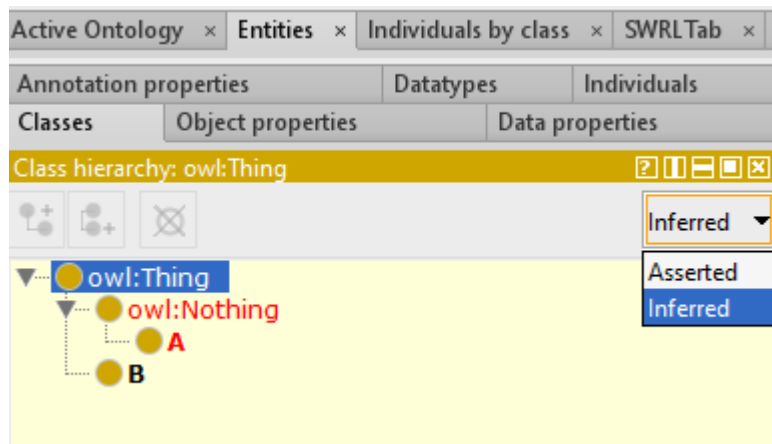 Active Ontology × Entities × Individuals by class × SWRLTab ×
Annotation properties Datatypes Individuals
Classes Object properties Data properties
Class hierarchy: owl:Thing
Inferred
Asserted
Inferred
owl:Thing
owl:Nothing
A
B